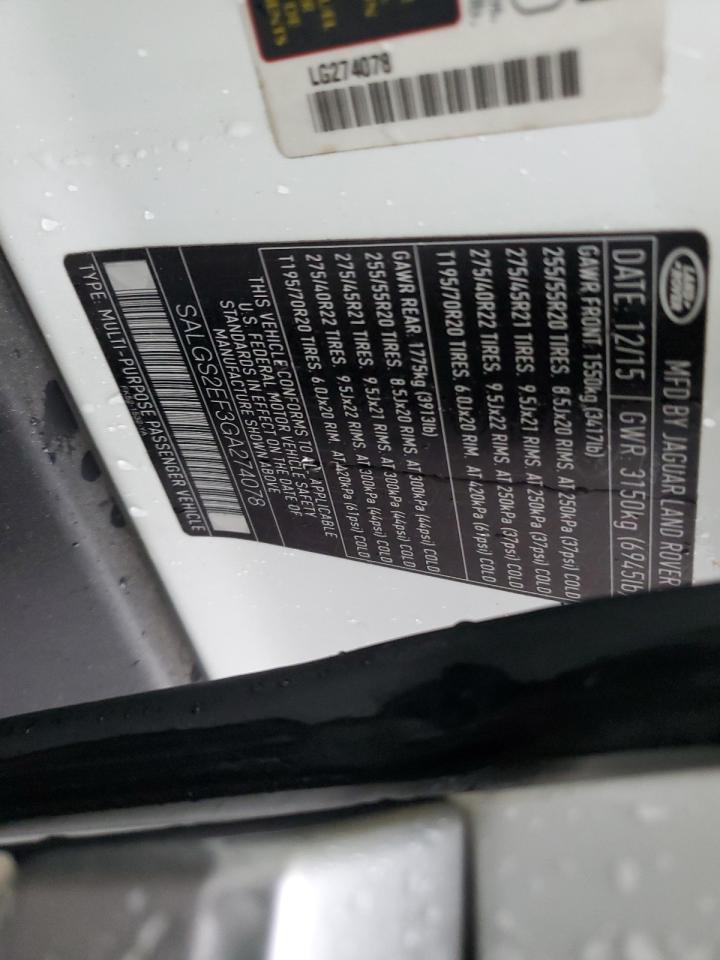 LG274078
LAND
ROVER
MFD BY JAGUAR LAND ROVER
DATE: 12/15 GWR 3150kg (6945lb
GAWR FRONT 1550kg (3417lb)
255/55R20 TIRES. 8.5Jx20 RIMS. AT 250kPa (37psi) COLD
275/45R21 TIRES. 9.5Jx21 RIMS. AT 250kPa (37psi) COLD
275/40R22 TIRES. 9.5Jx22 RIMS. AT 250kPa (37psi) COLD
T195/70R20 TIRES. 6.0Jx20 RIM. AT 420kPa (61psi) COLD
GAWR REAR: 1775kg (3913lb)
255/55R20 TIRES. 8.5Jx20 RIMS. AT 300kPa (44psi) COLD
275/45R21 TIRES. 9.5Jx21 RIMS. AT 300kPa (44psi) COLD
275/40R22 TIRES. 9.5Jx22 RIMS. AT 300kPa (44psi) COLD
T195/70R20 TIRES. 6.0Jx20 RIM. AT 420kPa (61psi) COLD
THIS VEHICLE CONFORMS TO ALL APPLICABLE
U.S. FEDERAL MOTOR VEHICLE SAFETY
STANDARDS IN EFFECT ON THE DATE OF
MANUFACTURE SHOWN ABOVE
SALGS2EF3GA274078
TYPE: MULTI-PURPOSE PASSENGER VEHICLE